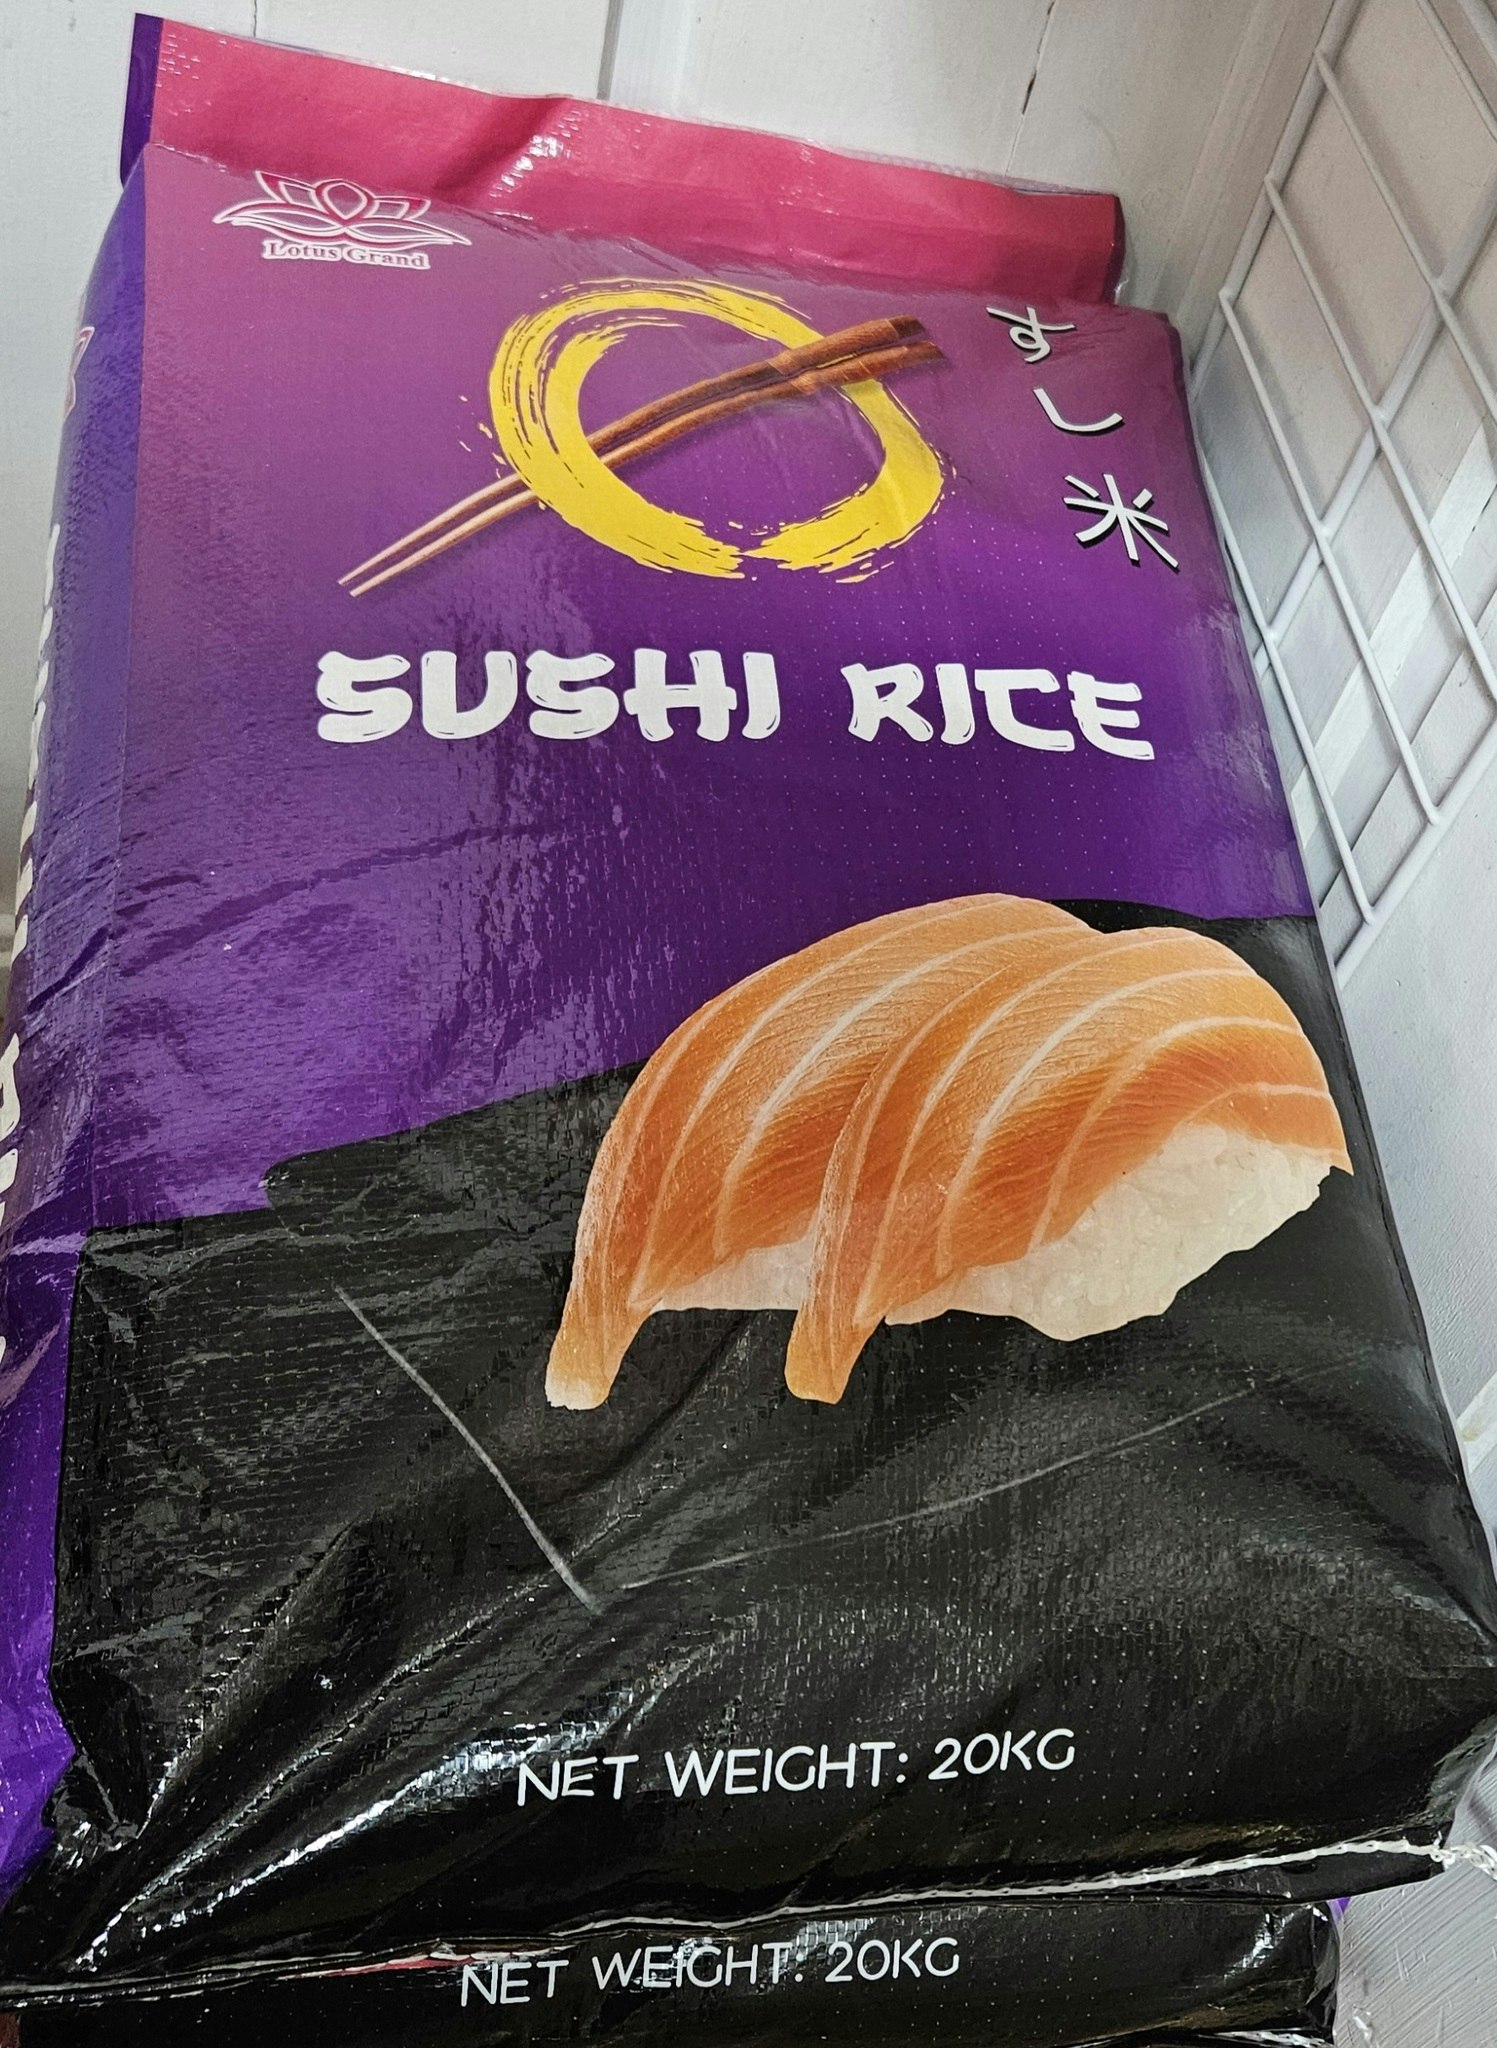 Lotus Grand
すし米
SUSHI RICE
NET WEIGHT: 20KG
NET WEIGHT: 20KG